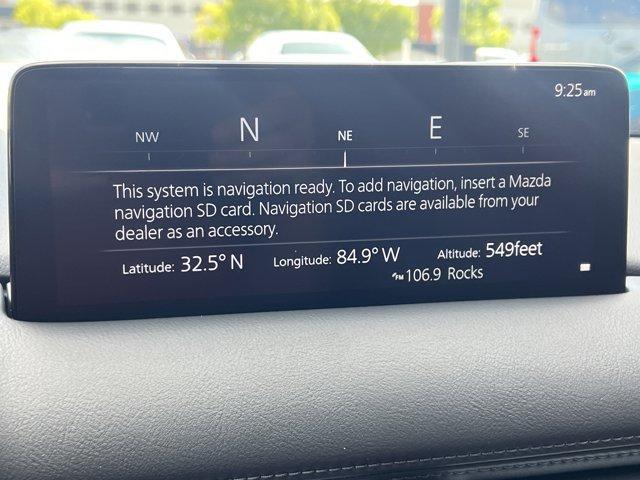 9:25am
NW N NE E SE
This system is navigation ready. To add navigation, insert a Mazda
navigation SD card. Navigation SD cards are available from your
dealer as an accessory.
Latitude: 32.5° N Longitude: 84.9° W Altitude: 549feet
FM 106.9 Rocks